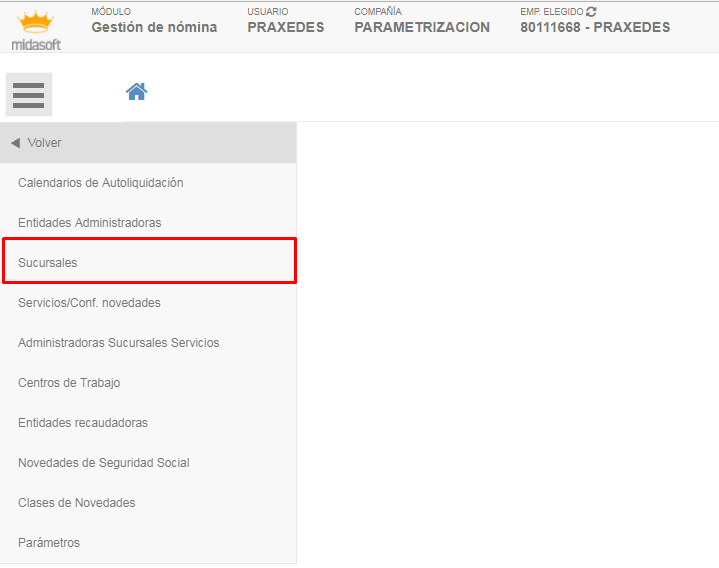 midasoft
MÓDULO
Gestión de nómina
USUARIO
PRAXEDES
COMPAÑÍA
PARAMETRIZACION
EMP. ELEGIDO
80111668 - PRAXEDES
Volver
Calendarios de Autoliquidación
Entidades Administradoras
Sucursales
Servicios/Conf. novedades
Administradoras Sucursales Servicios
Centros de Trabajo
Entidades recaudadoras
Novedades de Seguridad Social
Clases de Novedades
Parámetros